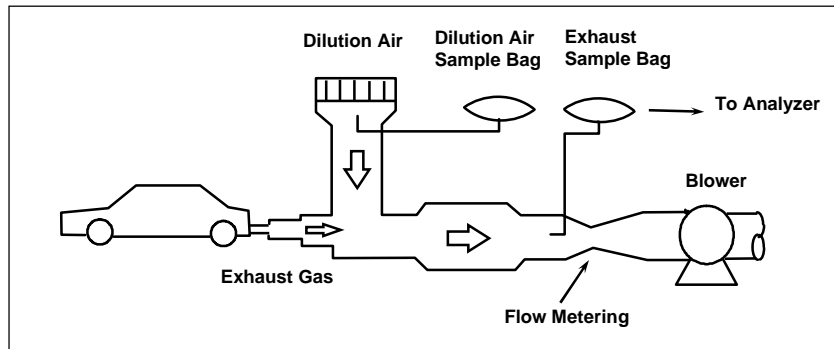 Dilution Air
Dilution Air
Sample Bag
Exhaust
Sample Bag
To Analyzer
Blower
Exhaust Gas
Flow Metering